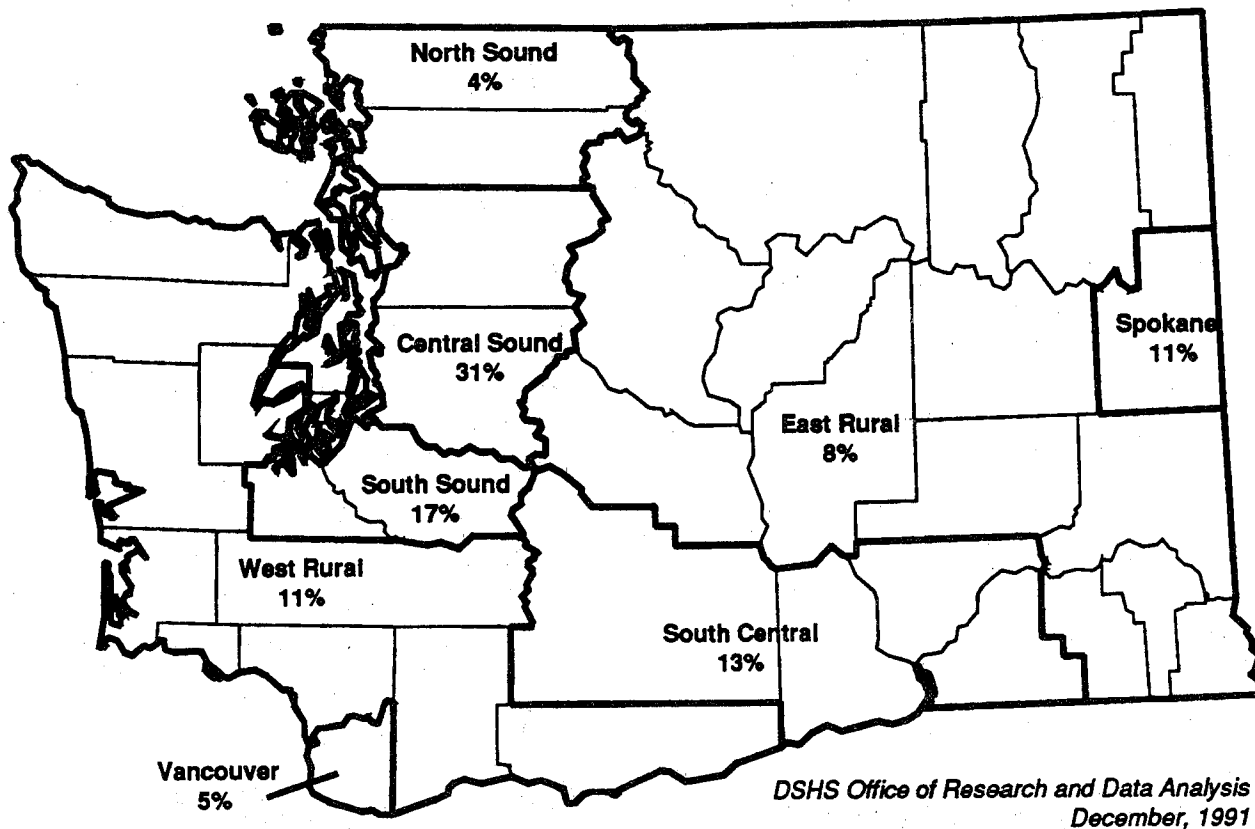 North Sound
4%
Central Sound
31%
Spokane
11%
East Rural
8%
South Sound
17%
West Rural
11%
South Central
13%
Vancouver
5%
DSHS Office of Research and Data Analysis
December, 1991